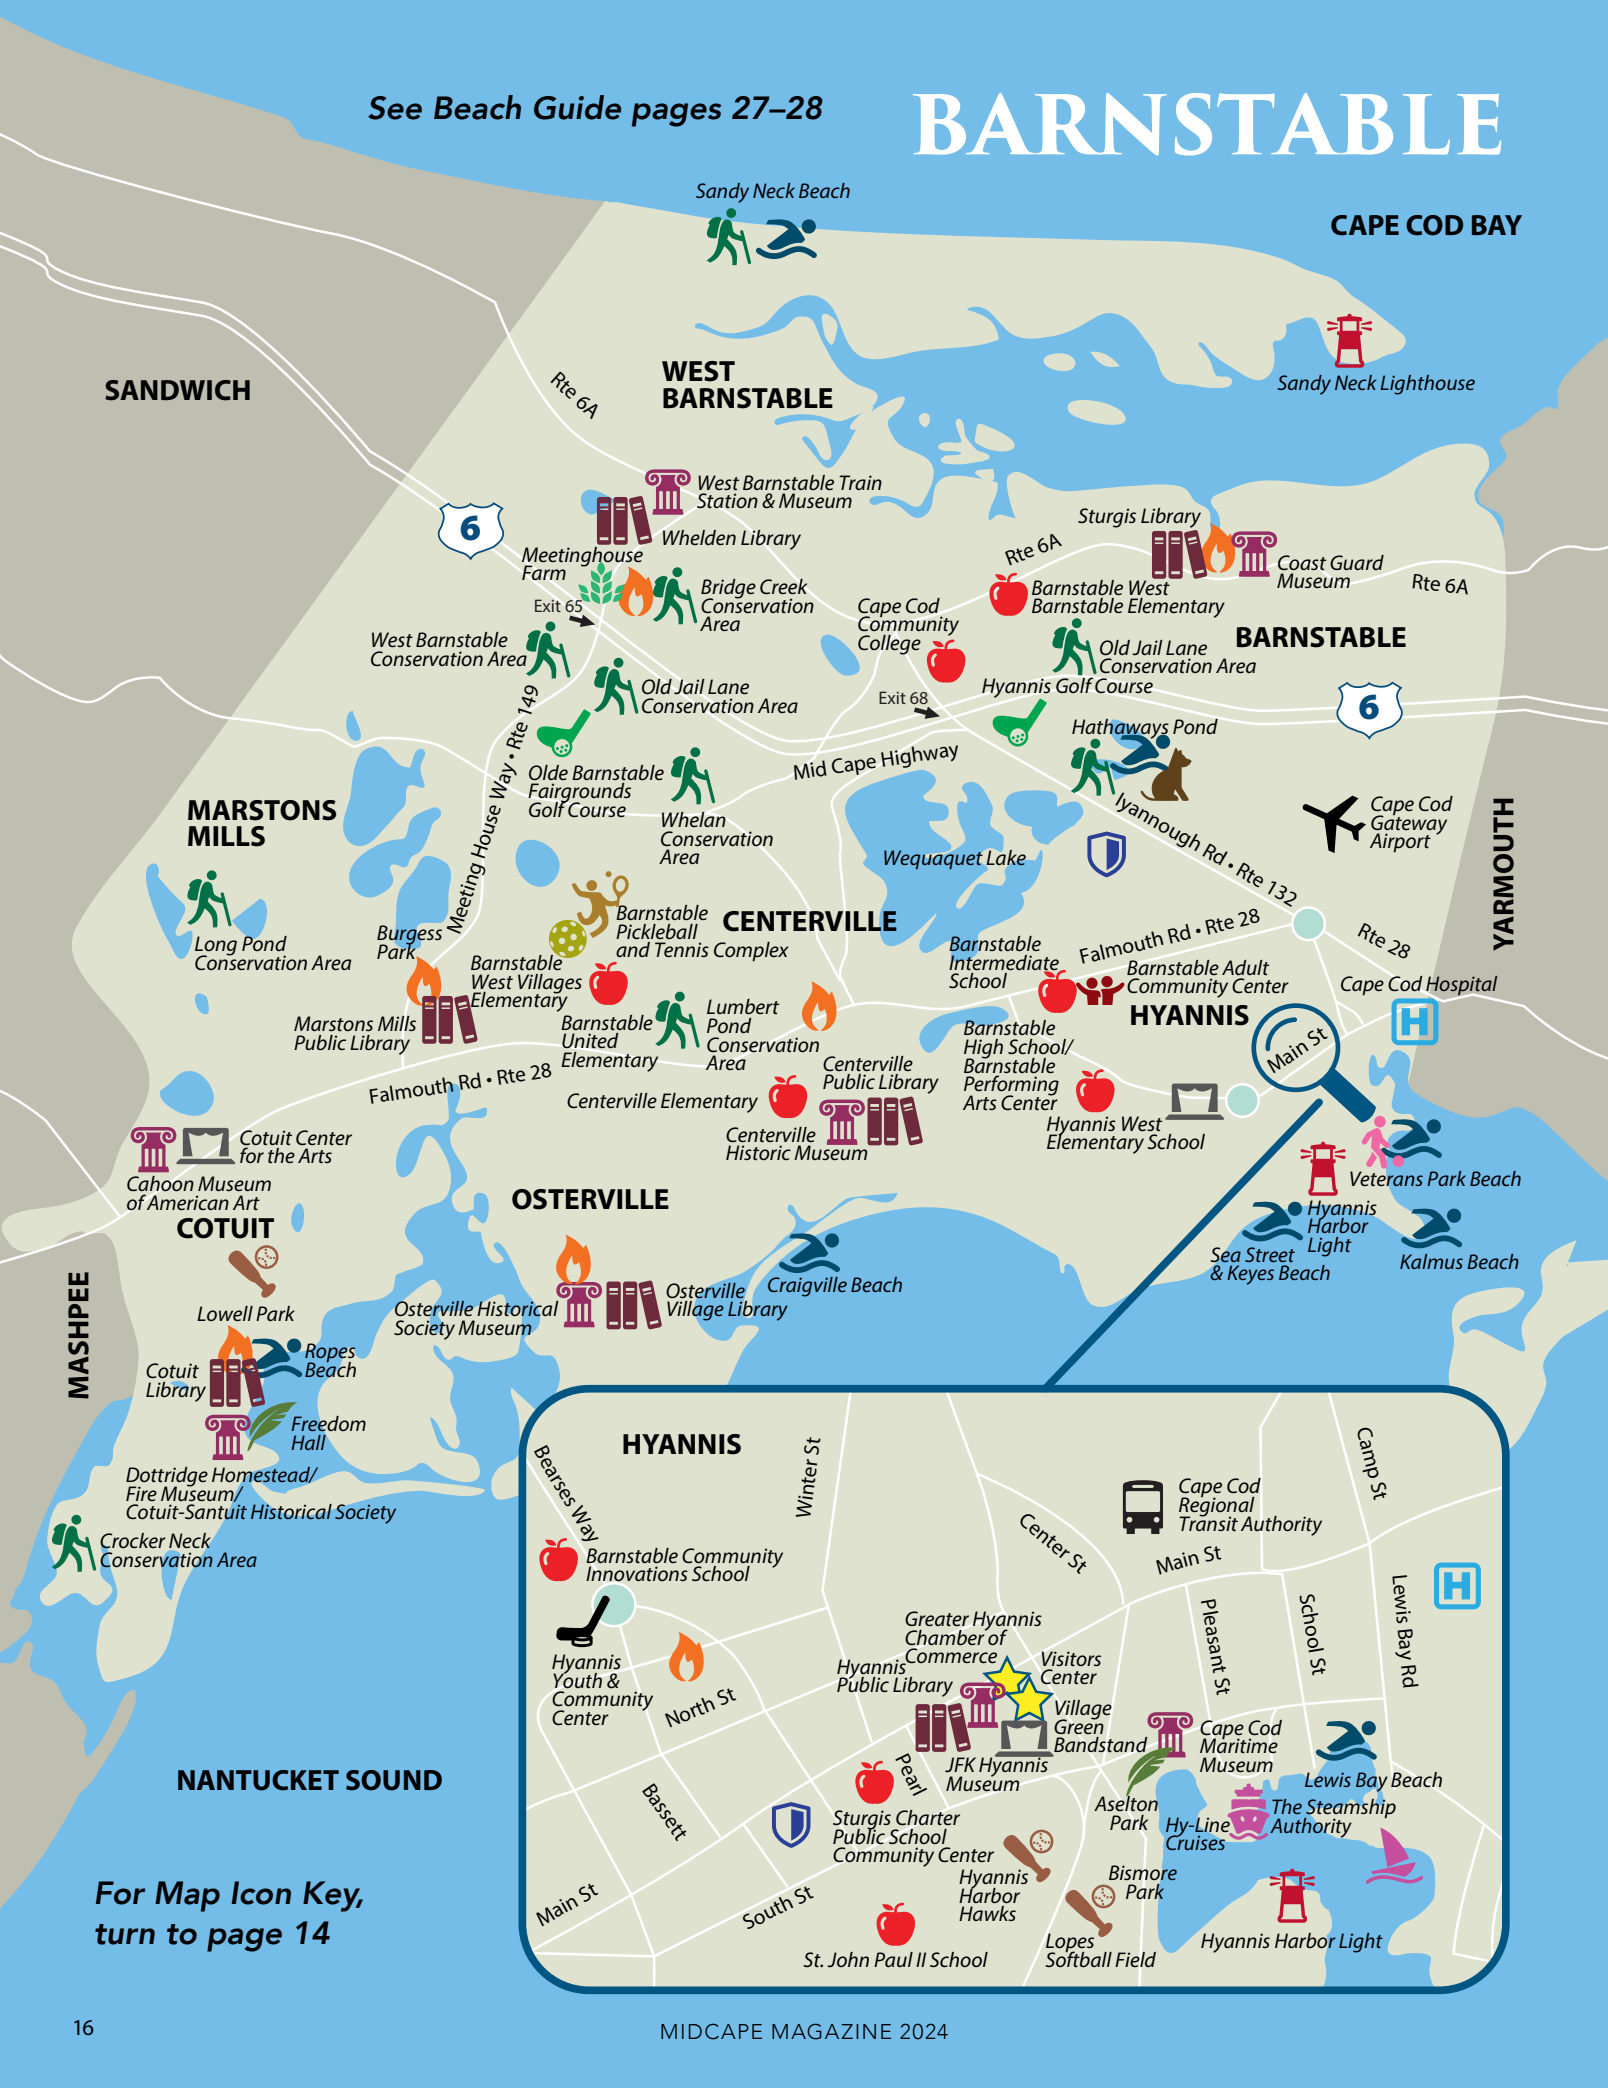 See Beach Guide pages 27–28
BARNSTABLE
Sandy Neck Beach
CAPE COD BAY
Sandy Neck Lighthouse
SANDWICH
WEST
BARNSTABLE
Rte 6A
West Barnstable Train
Station & Museum
Whelden Library
6
Meetinghouse
Farm
Exit 65
Bridge Creek
Conservation
Area
West Barnstable
Conservation Area
Old Jail Lane
Conservation Area
Sturgis Library
Rte 6A
Coast Guard
Museum
Rte 6A
Barnstable West
Barnstable Elementary
Cape Cod
Community
College
BARNSTABLE
Old Jail Lane
Conservation Area
Hyannis Golf Course
Exit 68
6
Hathaways Pond
Meeting House Way • Rte 149
Mid Cape Highway
Olde Barnstable
Fairgrounds
Golf Course
Whelan
Conservation
Area
Iyannough Rd • Rte 132
Cape Cod
Gateway
Airport
YARMOUTH
MARSTONS
MILLS
Wequaquet Lake
Long Pond
Conservation Area
Burgess
Park
Barnstable
Pickleball
and Tennis Complex
CENTERVILLE
Barnstable
West Villages
Elementary
Barnstable
Intermediate
School
Falmouth Rd • Rte 28
Rte 28
Barnstable Adult
Community Center
Cape Cod Hospital
H
HYANNIS
Main St
Marstons Mills
Public Library
Barnstable
United
Elementary
Lumbert
Pond
Conservation
Area
Falmouth Rd • Rte 28
Centerville
Public Library
Centerville Elementary
Centerville
Historic Museum
Barnstable
High School/
Barnstable
Performing
Arts Center
Hyannis West
Elementary School
Cotuit Center
for the Arts
Cahoon Museum
of American Art
COTUIT
Lowell Park
MASHPEE
OSTERVILLE
Veterans Park Beach
Hyannis
Harbor
Light
Sea Street
& Keyes Beach
Kalmus Beach
Craigville Beach
Osterville Historical
Society Museum
Osterville
Village Library
Ropes
Beach
Cotuit
Library
Freedom
Hall
Dottridge Homestead/
Fire Museum/
Cotuit-Santuit Historical Society
Crocker Neck
Conservation Area
HYANNIS
Bearses Way
Winter St
Camp St
Cape Cod
Regional
Transit Authority
Center St
Main St
Barnstable Community
Innovations School
H
Lewis Bay Rd
School St
Pleasant St
Hyannis
Youth &
Community
Center
North St
Greater Hyannis
Chamber of
Commerce
Visitors
Center
Hyannis
Public Library
Village
Green
Bandstand
JFK Hyannis
Museum
Pearl
Cape Cod
Maritime
Museum
Lewis Bay Beach
Aselton
Park
Hy-Line
Cruises
The Steamship
Authority
Bassett
Sturgis Charter
Public School
Community Center
Hyannis
Harbor
Hawks
Bismore
Park
Main St
South St
St. John Paul II School
Lopes
Softball Field
Hyannis Harbor Light
NANTUCKET SOUND
For Map Icon Key,
turn to page 14
16
MIDCAPE MAGAZINE 2024